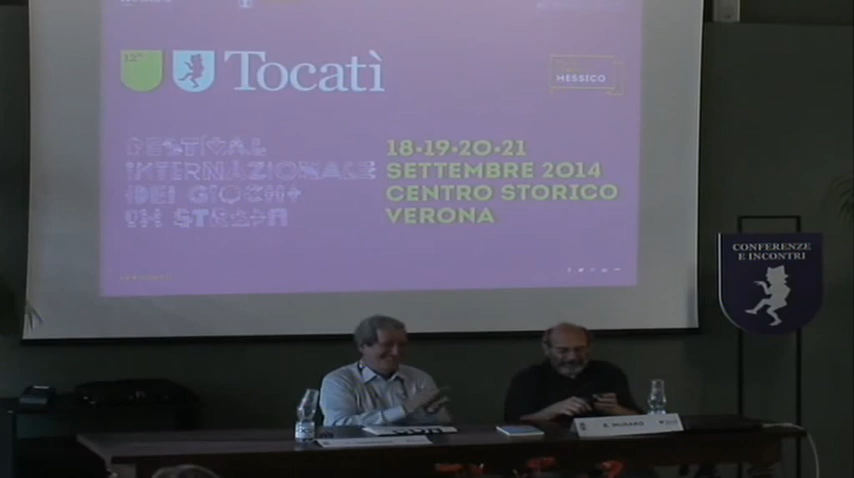 12°
Tocatì
MESSICO
FESTIVAL
INTERNAZIONALE
DEI GIOCHI
IN STRADA
18·19·20·21
SETTEMBRE 2014
CENTRO STORICO
VERONA
CONFERENZE
E INCONTRI